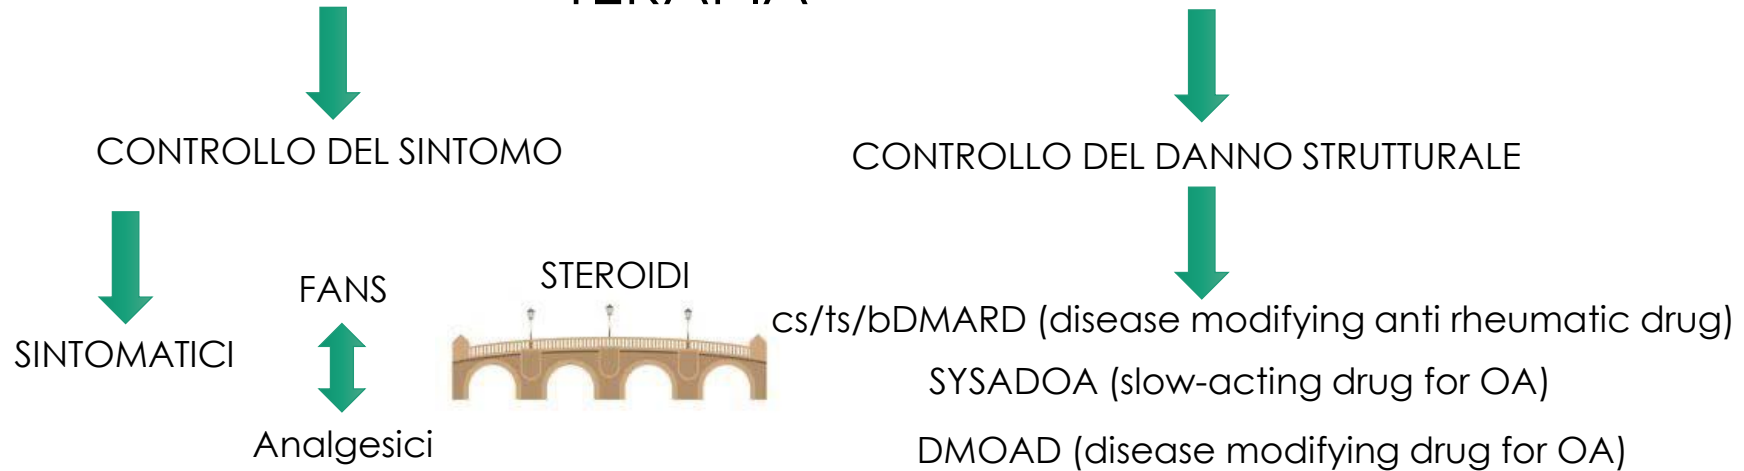 TERAPIA
CONTROLLO DEL SINTOMO
CONTROLLO DEL DANNO STRUTTURALE
SINTOMATICI
FANS
Analgesici
STEROIDI
cs/ts/bDMARD (disease modifying anti rheumatic drug)
SYSADOA (slow-acting drug for OA)
DMOAD (disease modifying drug for OA)